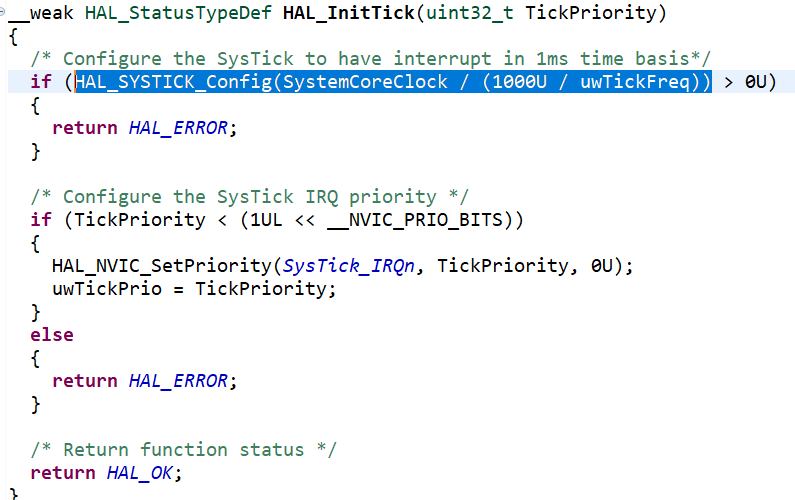 __weak HAL_StatusTypeDef HAL_InitTick(uint32_t TickPriority)
{
  /* Configure the SysTick to have interrupt in 1ms time basis*/
  if (HAL_SYSTICK_Config(SystemCoreClock / (1000U / uwTickFreq)) > 0U)
  {
    return HAL_ERROR;
  }

  /* Configure the SysTick IRQ priority */
  if (TickPriority < (1UL << __NVIC_PRIO_BITS))
  {
    HAL_NVIC_SetPriority(SysTick_IRQn, TickPriority, 0U);
    uwTickPrio = TickPriority;
  }
  else
  {
    return HAL_ERROR;
  }

  /* Return function status */
  return HAL_OK;
}